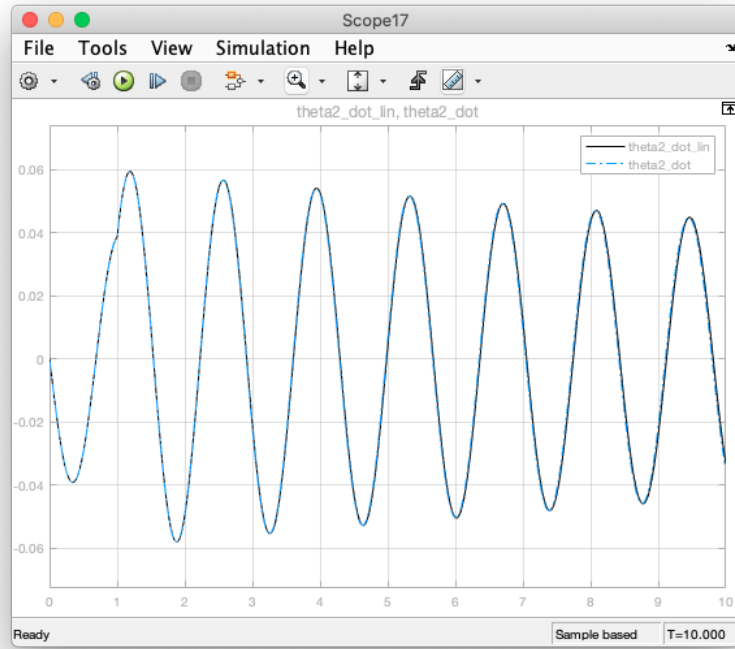 Scope17
File Tools View Simulation Help
theta2_dot_lin, theta2_dot
theta2_dot_lin
theta2_dot
0.06
0.04
0.02
0
-0.02
-0.04
-0.06
0 1 2 3 4 5 6 7 8 9 10
Ready Sample based T=10.000